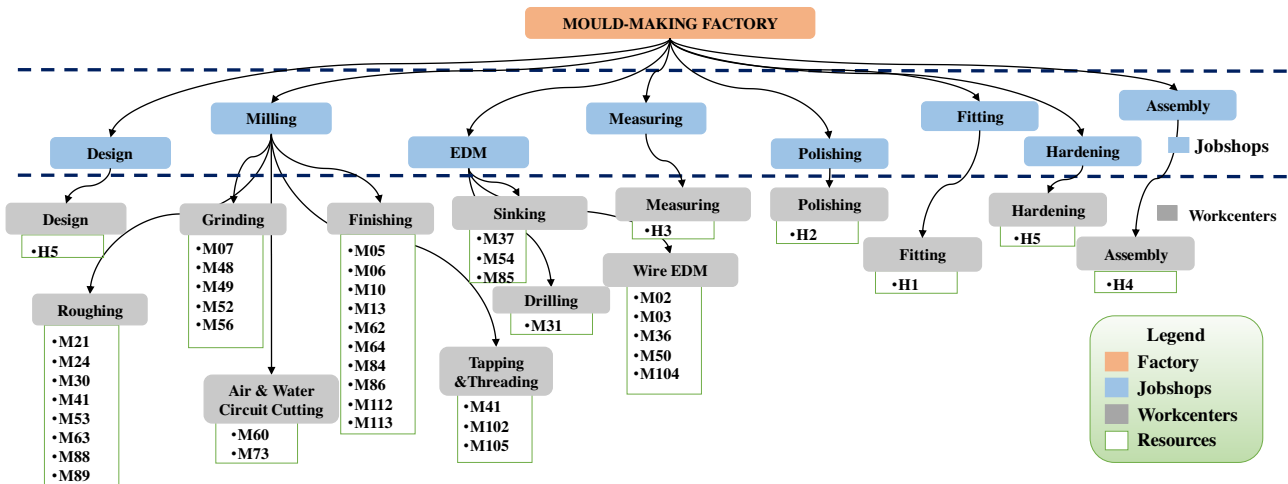 MOULD-MAKING FACTORY
Milling
Measuring
Fitting
Assembly
Design
EDM
Polishing
Hardening
Jobshops
Design
•H5
Grinding
•M07
•M48
•M49
•M52
•M56
Finishing
•M05
•M06
•M10
•M13
•M62
•M64
•M84
•M86
•M112
•M113
Sinking
•M37
•M54
•M85
Measuring
•H3
Polishing
•H2
Hardening
•H5
Workcenters
Fitting
•H1
Assembly
•H4
Roughing
•M21
•M24
•M30
•M41
•M53
•M63
•M88
•M89
Drilling
•M31
Wire EDM
•M02
•M03
•M36
•M50
•M104
Air & Water
Circuit Cutting
•M60
•M73
Tapping
&Threading
•M41
•M102
•M105
Legend
Factory
Jobshops
Workcenters
Resources